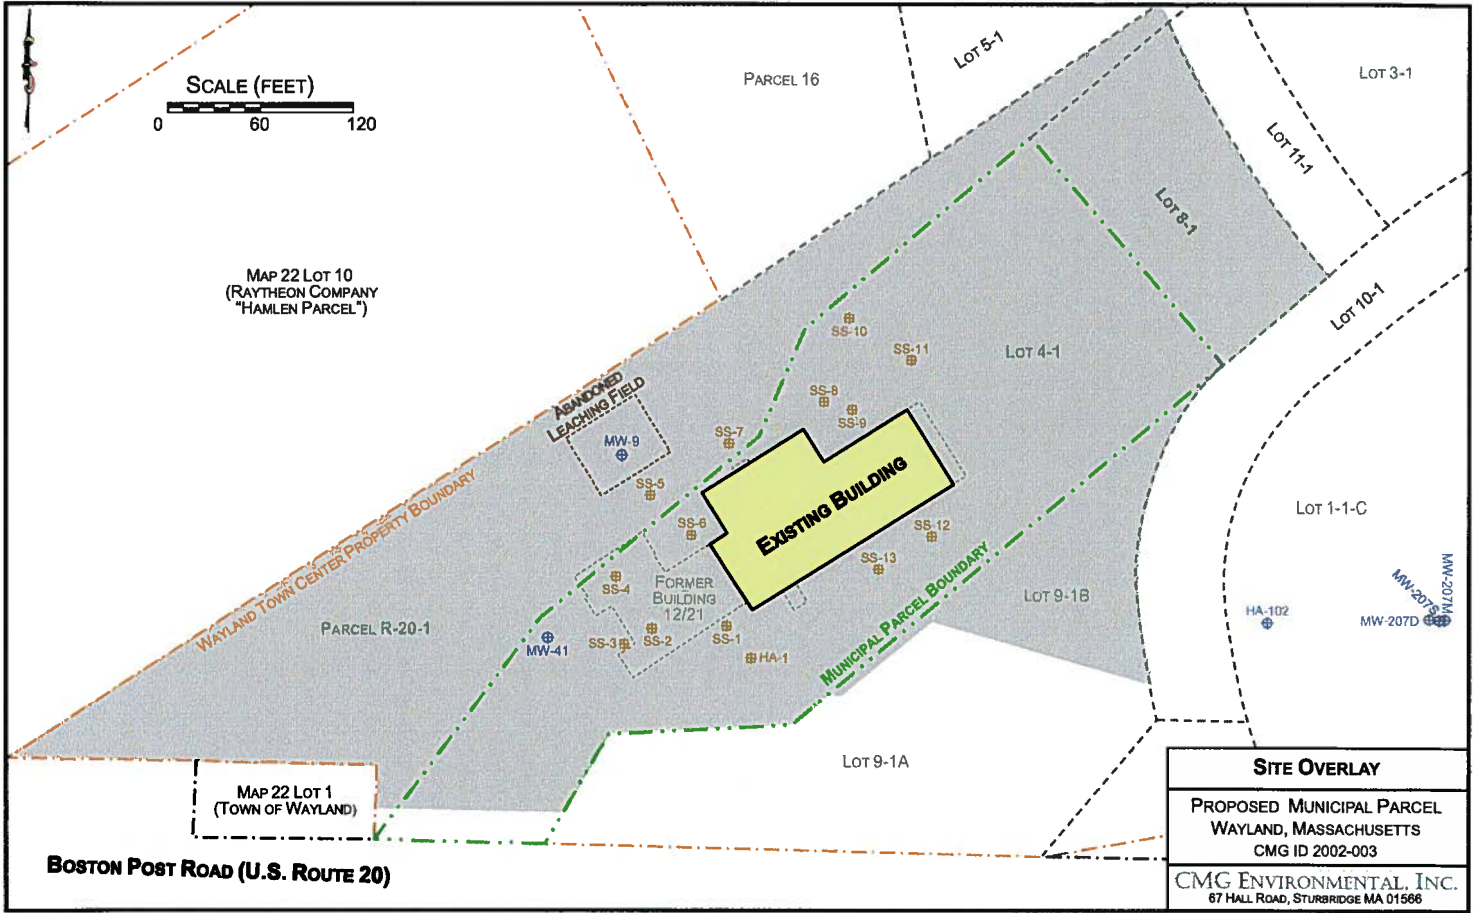 SCALE (FEET)
0 60 120
PARCEL 16
LOT 5-1
LOT 3-1
LOT 11-1
LOT 8-1
LOT 10-1
MAP 22 LOT 10
(RAYTHEON COMPANY
"HAMLEN PARCEL")
SS-10
SS-11
LOT 4-1
ABANDONED
LEACHING FIELD
MW-9
SS-8
SS-9
SS-7
SS-5
SS-6
EXISTING BUILDING
SS-12
SS-13
WAYLAND TOWN CENTER PROPERTY BOUNDARY
LOT 1-1-C
SS-4
FORMER
BUILDING
12/21
MUNICIPAL PARCEL BOUNDARY
LOT 9-1B
HA-102
MW-207S
MW-207M
MW-207D
PARCEL R-20-1
MW-41
SS-3
SS-2
SS-1
HA-1
LOT 9-1A
MAP 22 LOT 1
(TOWN OF WAYLAND)
BOSTON POST ROAD (U.S. ROUTE 20)
SITE OVERLAY
PROPOSED MUNICIPAL PARCEL
WAYLAND, MASSACHUSETTS
CMG ID 2002-003
CMG ENVIRONMENTAL, INC.
67 HALL ROAD, STURBRIDGE MA 01566